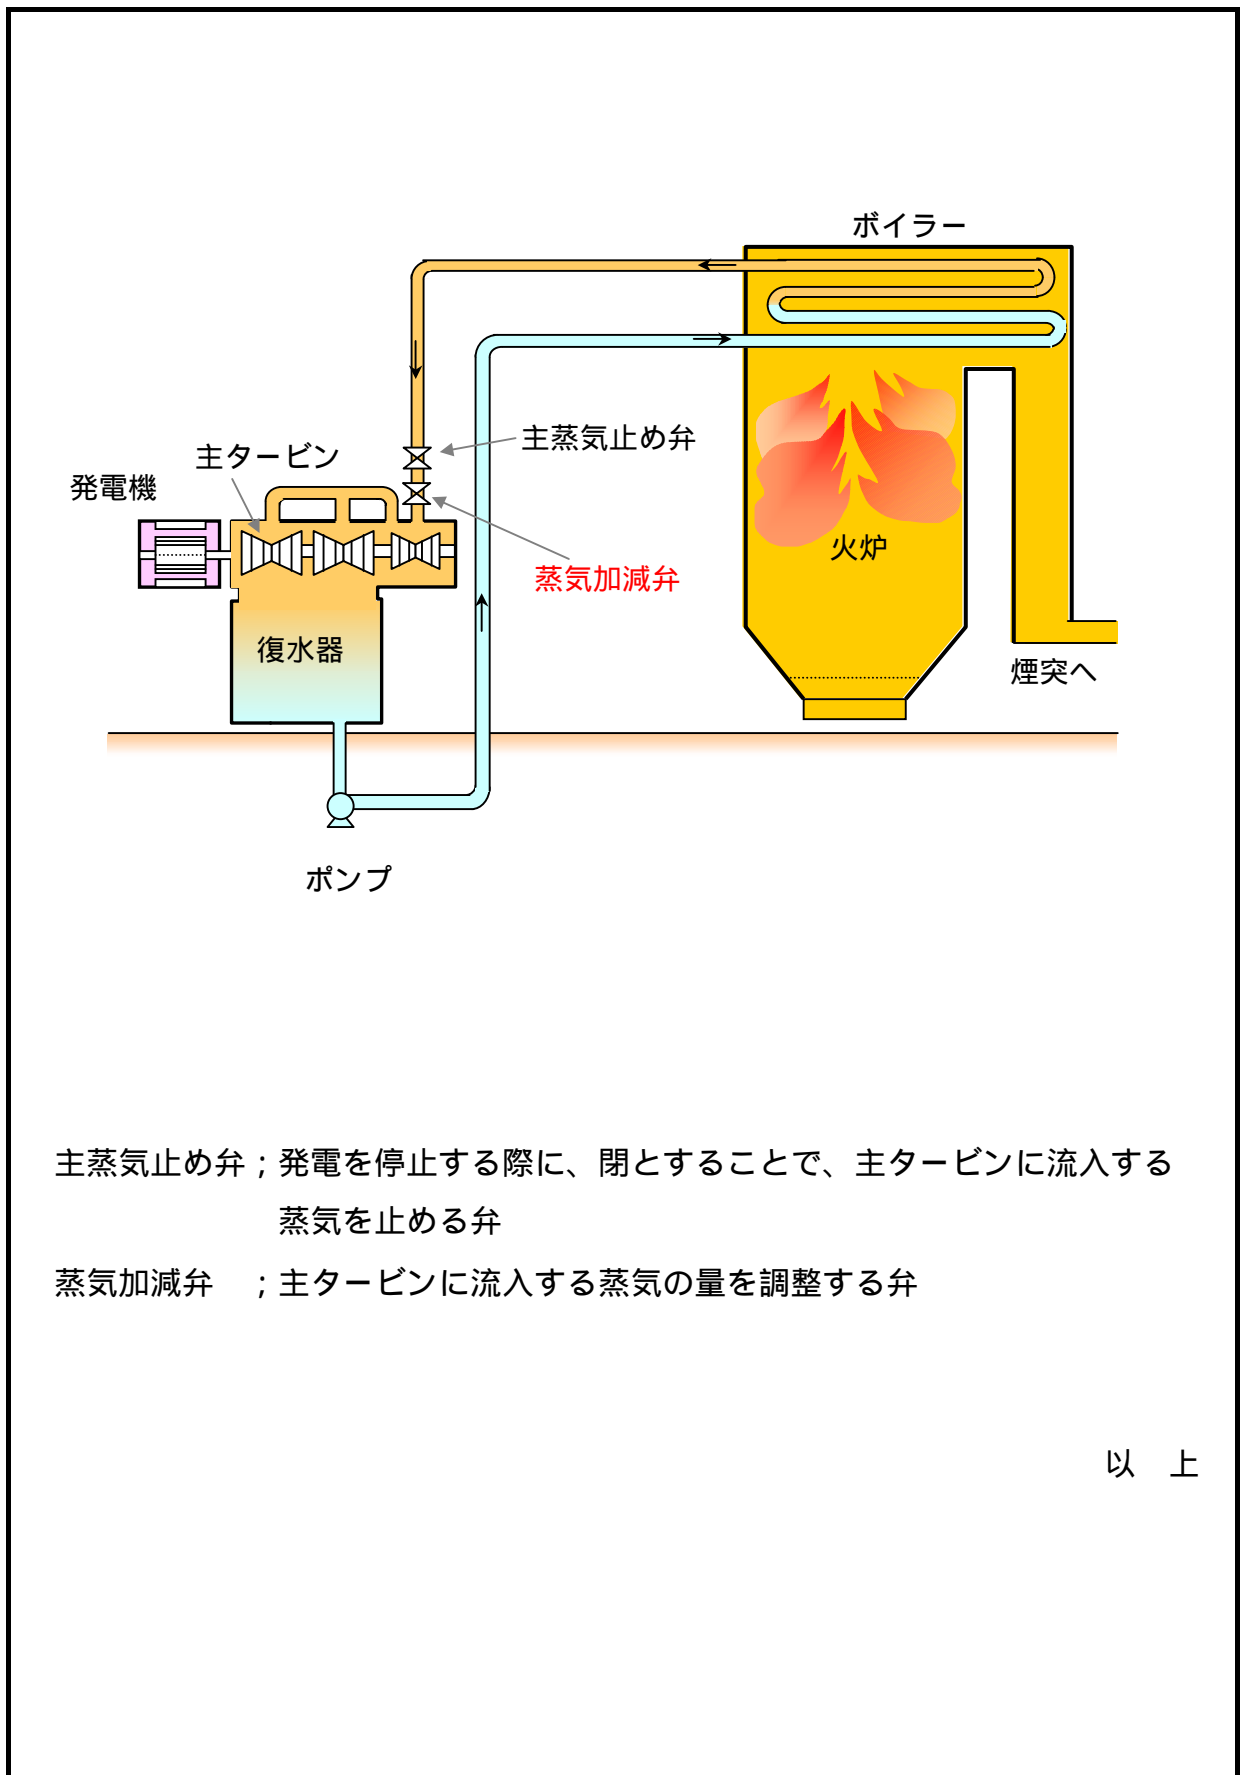 ボイラー
主蒸気止め弁
主タービン
発電機
火炉
蒸気加減弁
復水器
煙突へ
ポンプ
主蒸気止め弁；発電を停止する際に、閉とすることで、主タービンに流入する
蒸気を止める弁
蒸気加減弁　；主タービンに流入する蒸気の量を調整する弁
以　上